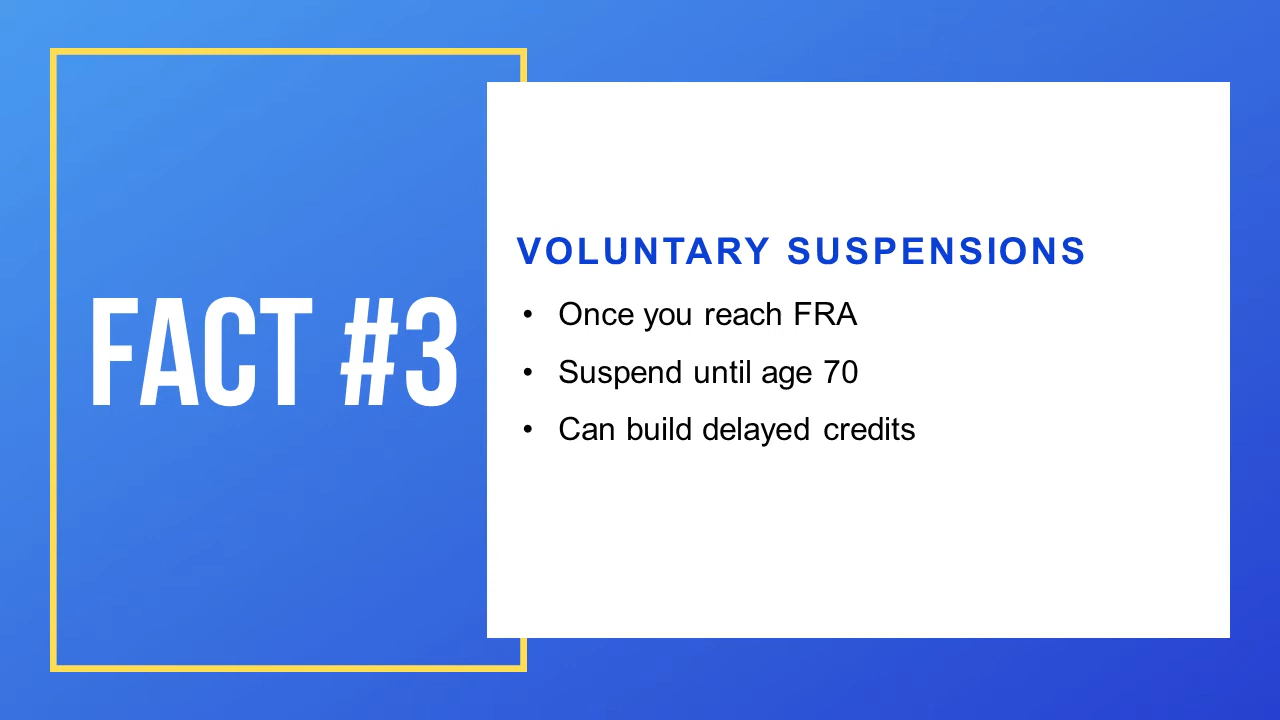 FACT #3
VOLUNTARY SUSPENSIONS
• Once you reach FRA
• Suspend until age 70
• Can build delayed credits